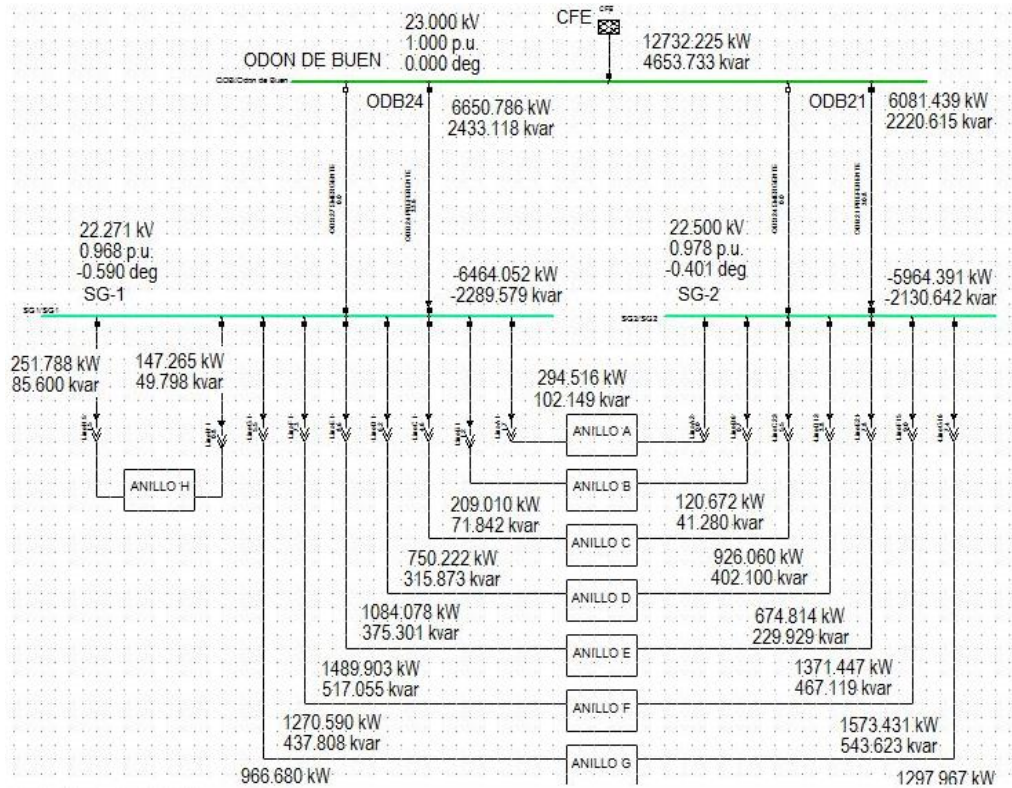 CFE
CFE
23.000 kV
1.000 p.u.
0.000 deg
12732.225 kW
4653.733 kvar
ODON DE BUEN
ODB24
6650.786 kW
2433.118 kvar
ODB21
6081.439 kW
2220.615 kvar
22.271 kV
0.968 p.u.
-0.590 deg
SG-1
SG1/SG1
-6464.052 kW
-2289.579 kvar
22.500 kV
0.978 p.u.
-0.401 deg
SG-2
SG2/SG2
-5964.391 kW
-2130.642 kvar
251.788 kW
85.600 kvar
147.265 kW
49.798 kvar
294.516 kW
102.149 kvar
ANILLO A
ANILLO H
ANILLO B
209.010 kW
71.842 kvar
120.672 kW
41.280 kvar
ANILLO C
750.222 kW
315.873 kvar
926.060 kW
402.100 kvar
ANILLO D
1084.078 kW
375.301 kvar
674.814 kW
229.929 kvar
ANILLO E
1489.903 kW
517.055 kvar
1371.447 kW
467.119 kvar
ANILLO F
1270.590 kW
437.808 kvar
1573.431 kW
543.623 kvar
ANILLO G
966.680 kW
1297.967 kW